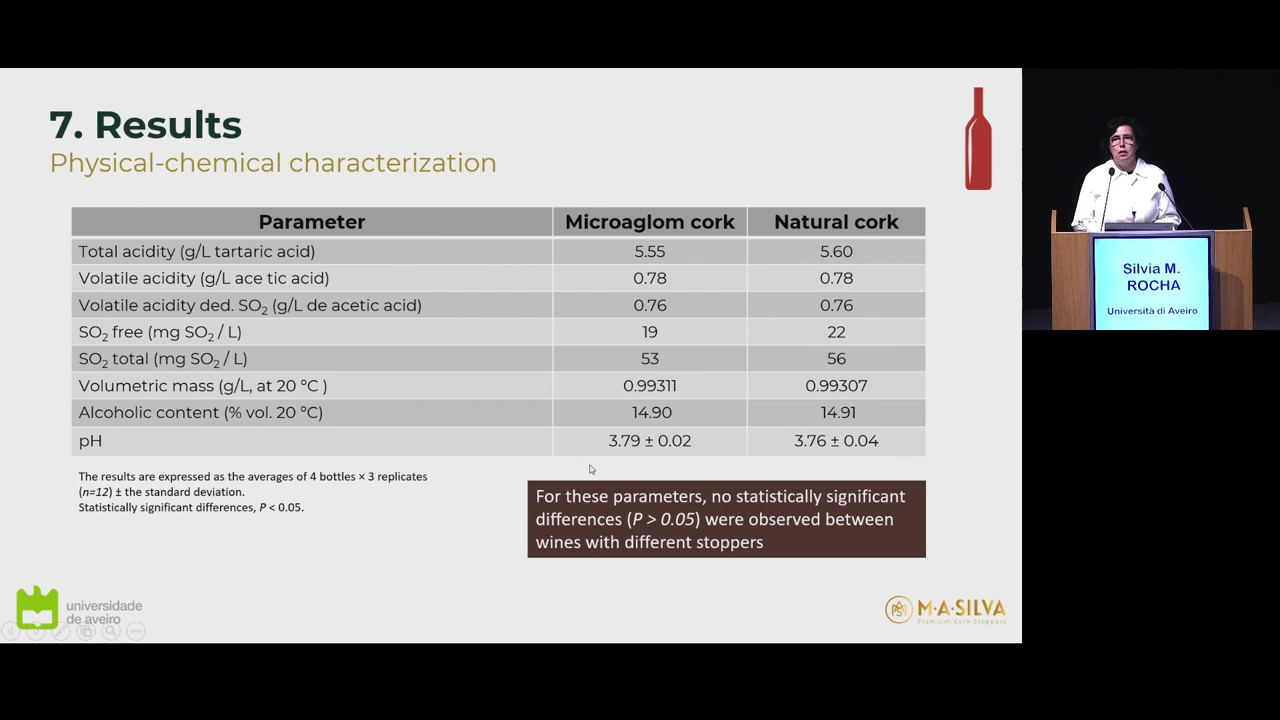 7. Results
Physical-chemical characterization
Parameter Microaglom cork Natural cork
Total acidity (g/L tartaric acid) 5.55 5.60
Volatile acidity (g/L ace tic acid) 0.78 0.78
Volatile acidity ded. SO₂ (g/L de acetic acid) 0.76 0.76
SO₂ free (mg SO₂ / L) 19 22
SO₂ total (mg SO₂ / L) 53 56
Volumetric mass (g/L, at 20 °C ) 0.99311 0.99307
Alcoholic content (% vol. 20 °C) 14.90 14.91
pH 3.79 ± 0.02 3.76 ± 0.04
The results are expressed as the averages of 4 bottles × 3 replicates
(n=12) ± the standard deviation.
Statistically significant differences, P < 0.05.
For these parameters, no statistically significant
differences (P > 0.05) were observed between
wines with different stoppers
universidade
de aveiro
M·A·SILVA
Premium Cork Stoppers
Silvia M.
ROCHA
Università di Aveiro